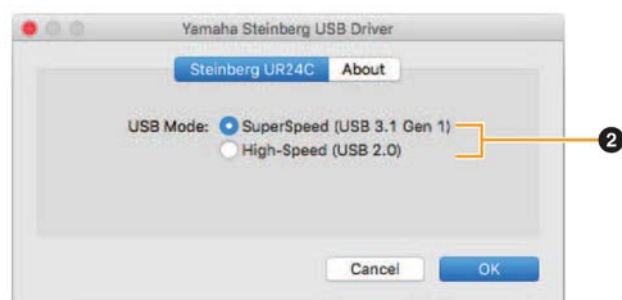 Yamaha Steinberg USB Driver
Steinberg UR24C About
USB Mode: SuperSpeed (USB 3.1 Gen 1)
High-Speed (USB 2.0)
2
Cancel OK